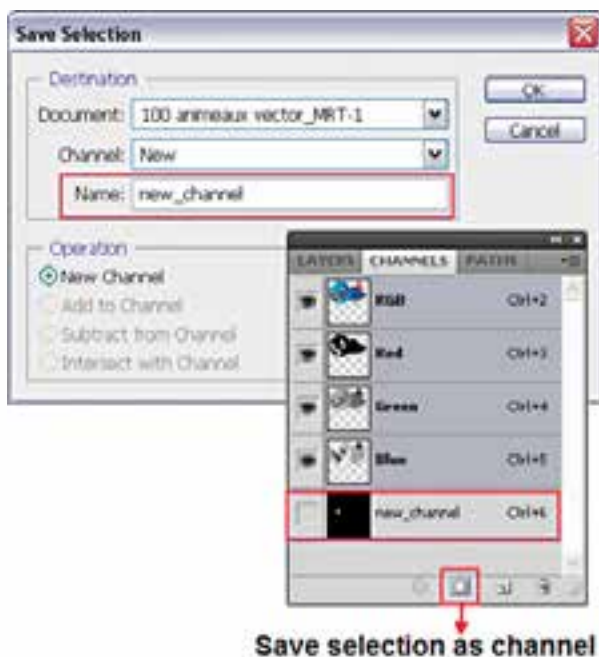 Save Selection
Destination
Document: 100 animeaux vector_MRT-1
Channel: New
Name: new_channel
OK
Cancel
Operation
New Channel
Add to Channel
Subtract from Channel
Intersect with Channel
LAYERS CHANNELS PATHS
RGB Ctrl+2
Red Ctrl+3
Green Ctrl+4
Blue Ctrl+5
new_channel Ctrl+6
Save selection as channel